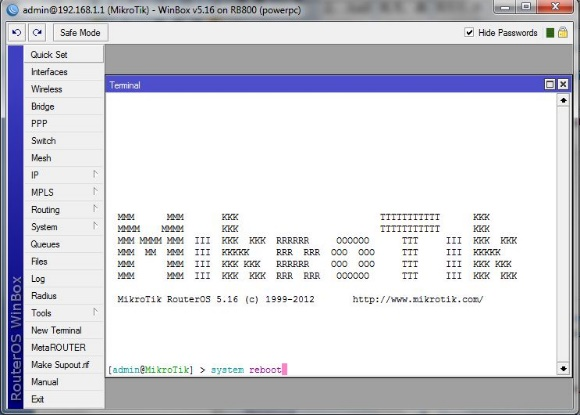 admin@192.168.1.1 (MikroTik) - WinBox v5.16 on RB800 (powerpc)
Safe Mode
Hide Passwords
Quick Set
Interfaces
Wireless
Bridge
PPP
Switch
Mesh
IP
MPLS
Routing
System
Queues
Files
Log
Radius
Tools
New Terminal
MetaROUTER
Make Supout.rif
Manual
Exit
RouterOS WinBox
Terminal
MMM MMM KKK TTTTTTTTTTT KKK
MMMM MMMM KKK TTTTTTTTTTT KKK
MMM MMMM MMM III KKK KKK RRRRRR OOOOOO TTT III KKK KKK
MMM MM MMM III KKKKK RRR RRR OOO OOO TTT III KKKKK
MMM MMM III KKK KKK RRRRRR OOO OOO TTT III KKK KKK
MMM MMM III KKK KKK RRR RRR OOOOOO TTT III KKK KKK
MikroTik RouterOS 5.16 (c) 1999-2012 http://www.mikrotik.com/
[admin@MikroTik] > system reboot